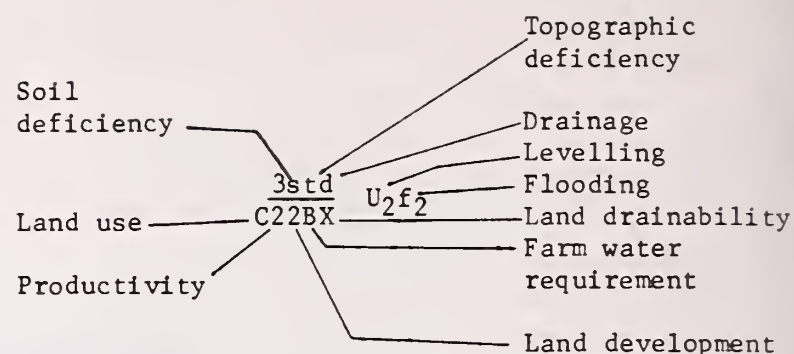 Topographic
deficiency
Soil
deficiency
Drainage
Levelling
3std
Flooding
U2f2
Land use
C22BX
Land drainability
Farm water
requirement
Productivity
Land development